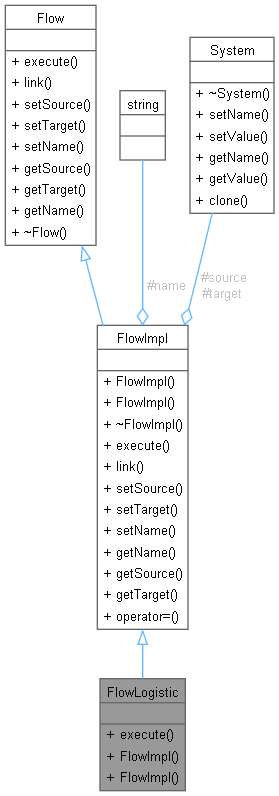 Flow
+ execute()
+ link()
+ setSource()
+ setTarget()
+ setName()
+ getSource()
+ getTarget()
+ getName()
+ ~Flow()
string
System
+ ~System()
+ setName()
+ setValue()
+ getName()
+ getValue()
+ clone()
#name
#source
#target
FlowImpl
+ FlowImpl()
+ FlowImpl()
+ ~FlowImpl()
+ execute()
+ link()
+ setSource()
+ setTarget()
+ setName()
+ getName()
+ getSource()
+ getTarget()
+ operator=()
FlowLogistic
+ execute()
+ FlowImpl()
+ FlowImpl()